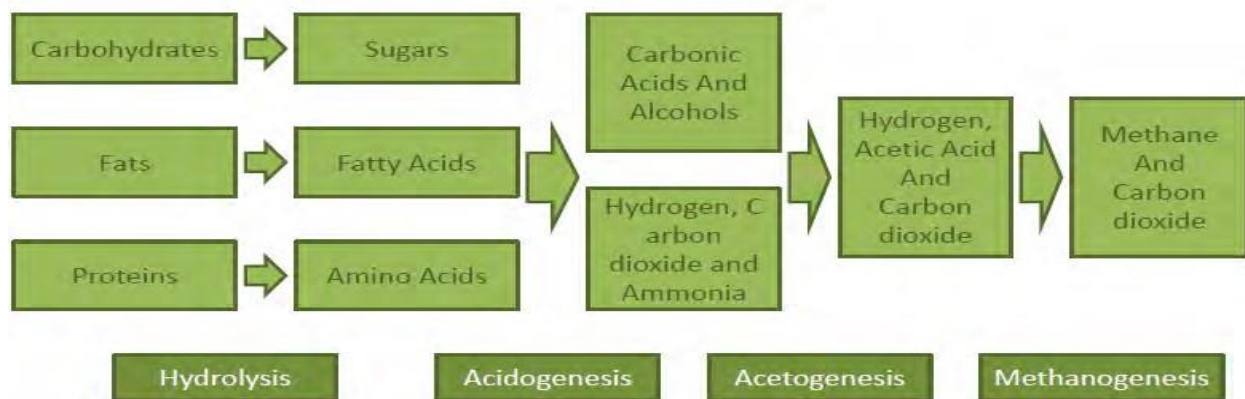 Carbohydrates
Sugars
Fats
Fatty Acids
Proteins
Amino Acids
Carbonic
Acids And
Alcohols
Hydrogen, C
arbon
dioxide and
Ammonia
Hydrogen,
Acetic Acid
And
Carbon
dioxide
Methane
And
Carbon
dioxide
Hydrolysis
Acidogenesis
Acetogenesis
Methanogenesis